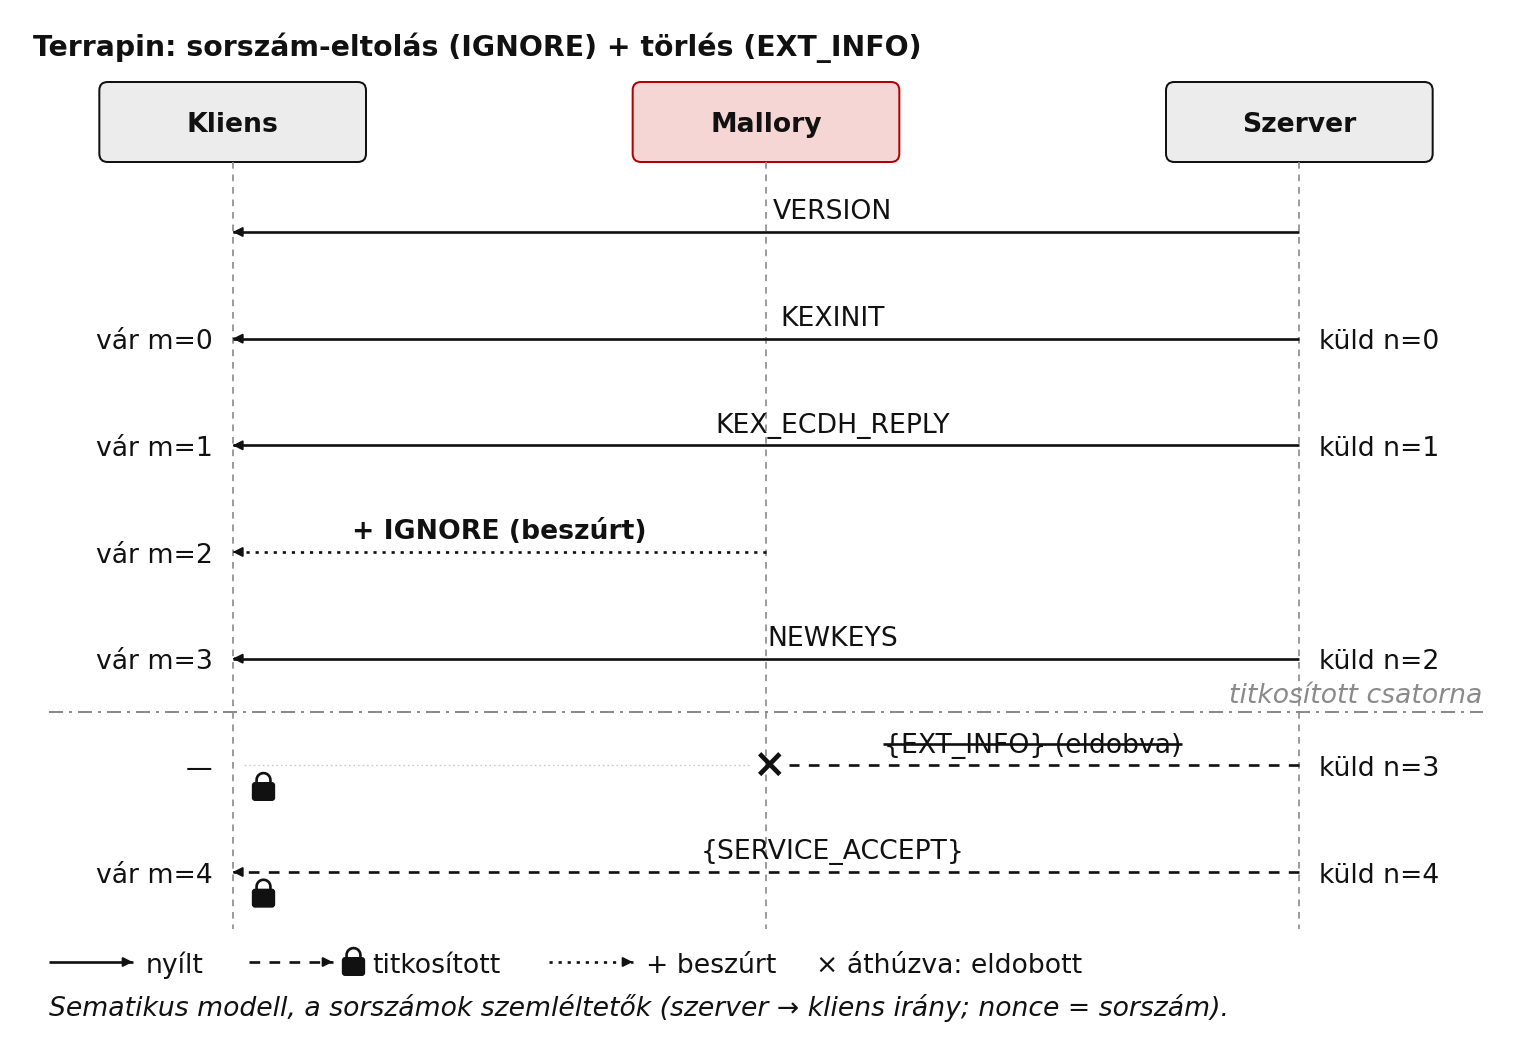 Terrapin: sorszám-eltolás (IGNORE) + törlés (EXT_INFO)
Kliens Mallory Szerver
VERSION
KEXINIT
vár m=0 küld n=0
KEX_ECDH_REPLY
vár m=1 küld n=1
+ IGNORE (beszúrt)
vár m=2
NEWKEYS
vár m=3 küld n=2
titkosított csatorna
{EXT_INFO} (eldobva)
— küld n=3
{SERVICE_ACCEPT}
vár m=4 küld n=4
nyílt titkosított + beszúrt × áthúzva: eldobott
Sematikus modell, a sorszámok szemléltetők (szerver → kliens irány; nonce = sorszám).